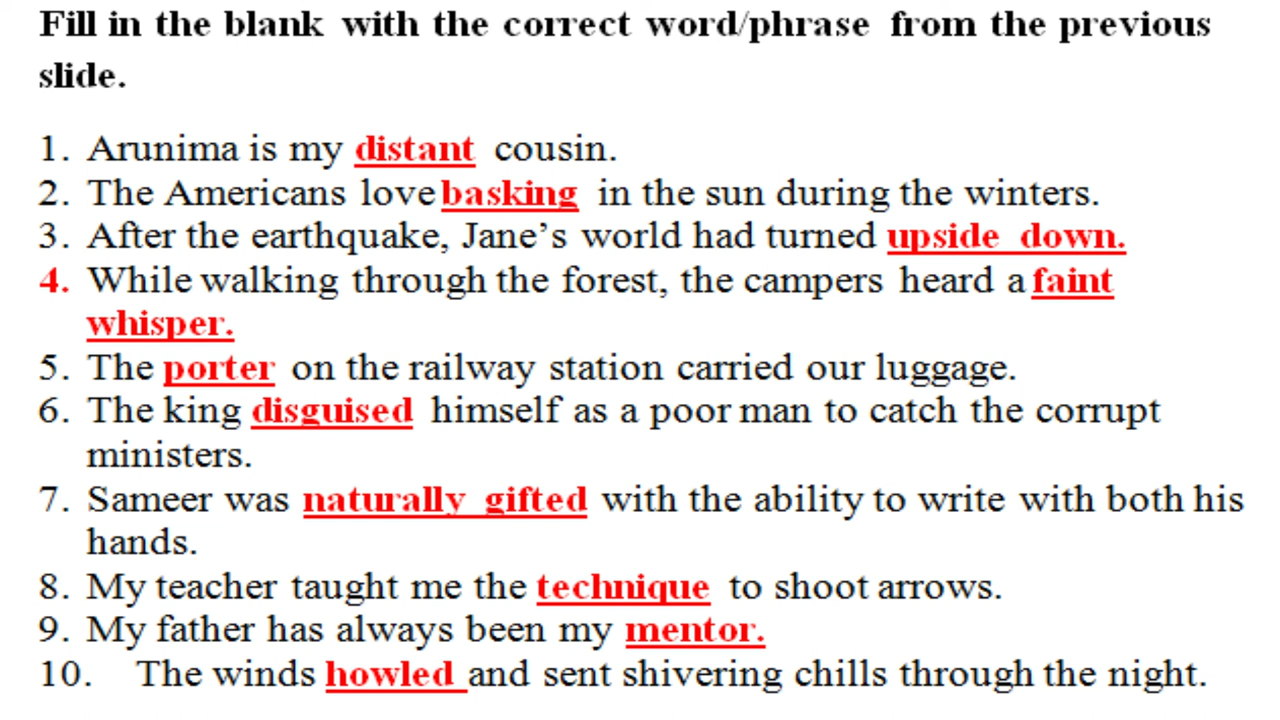 Fill in the blank with the correct word/phrase from the previous
slide.
1. Arunima is my distant cousin.
2. The Americans love basking in the sun during the winters.
3. After the earthquake, Jane’s world had turned upside down.
4. While walking through the forest, the campers heard a faint
whisper.
5. The porter on the railway station carried our luggage.
6. The king disguised himself as a poor man to catch the corrupt
ministers.
7. Sameer was naturally gifted with the ability to write with both his
hands.
8. My teacher taught me the technique to shoot arrows.
9. My father has always been my mentor.
10. The winds howled and sent shivering chills through the night.